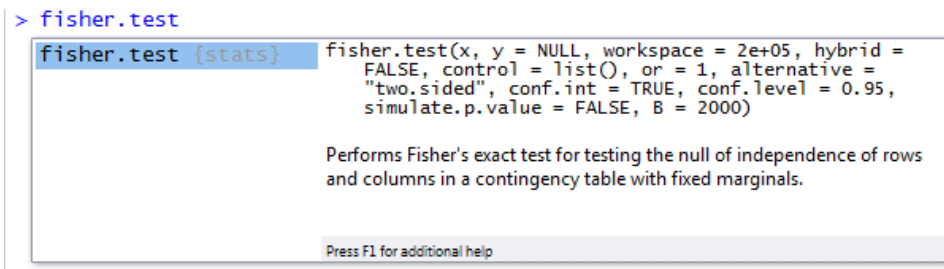 > fisher.test
fisher.test {stats}
fisher.test(x, y = NULL, workspace = 2e+05, hybrid =
FALSE, control = list(), or = 1, alternative =
"two.sided", conf.int = TRUE, conf.level = 0.95,
simulate.p.value = FALSE, B = 2000)
Performs Fisher's exact test for testing the null of independence of rows
and columns in a contingency table with fixed marginals.
Press F1 for additional help